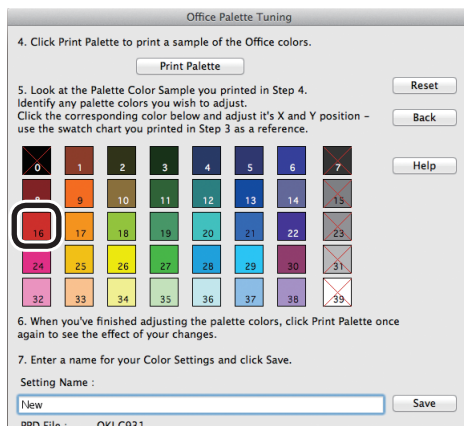 Office Palette Tuning
4. Click Print Palette to print a sample of the Office colors.
Print Palette
5. Look at the Palette Color Sample you printed in Step 4.
Identify any palette colors you wish to adjust.
Click the corresponding color below and adjust it's X and Y position –
use the swatch chart you printed in Step 3 as a reference.
Reset
Back
Help
0 1 2 3 4 5 6 7
8 9 10 11 12 13 14 15
16 17 18 19 20 21 22 23
24 25 26 27 28 29 30 31
32 33 34 35 36 37 38 39
6. When you've finished adjusting the palette colors, click Print Palette once
again to see the effect of your changes.
7. Enter a name for your Color Settings and click Save.
Setting Name :
New
Save
PPD File : OKLC931